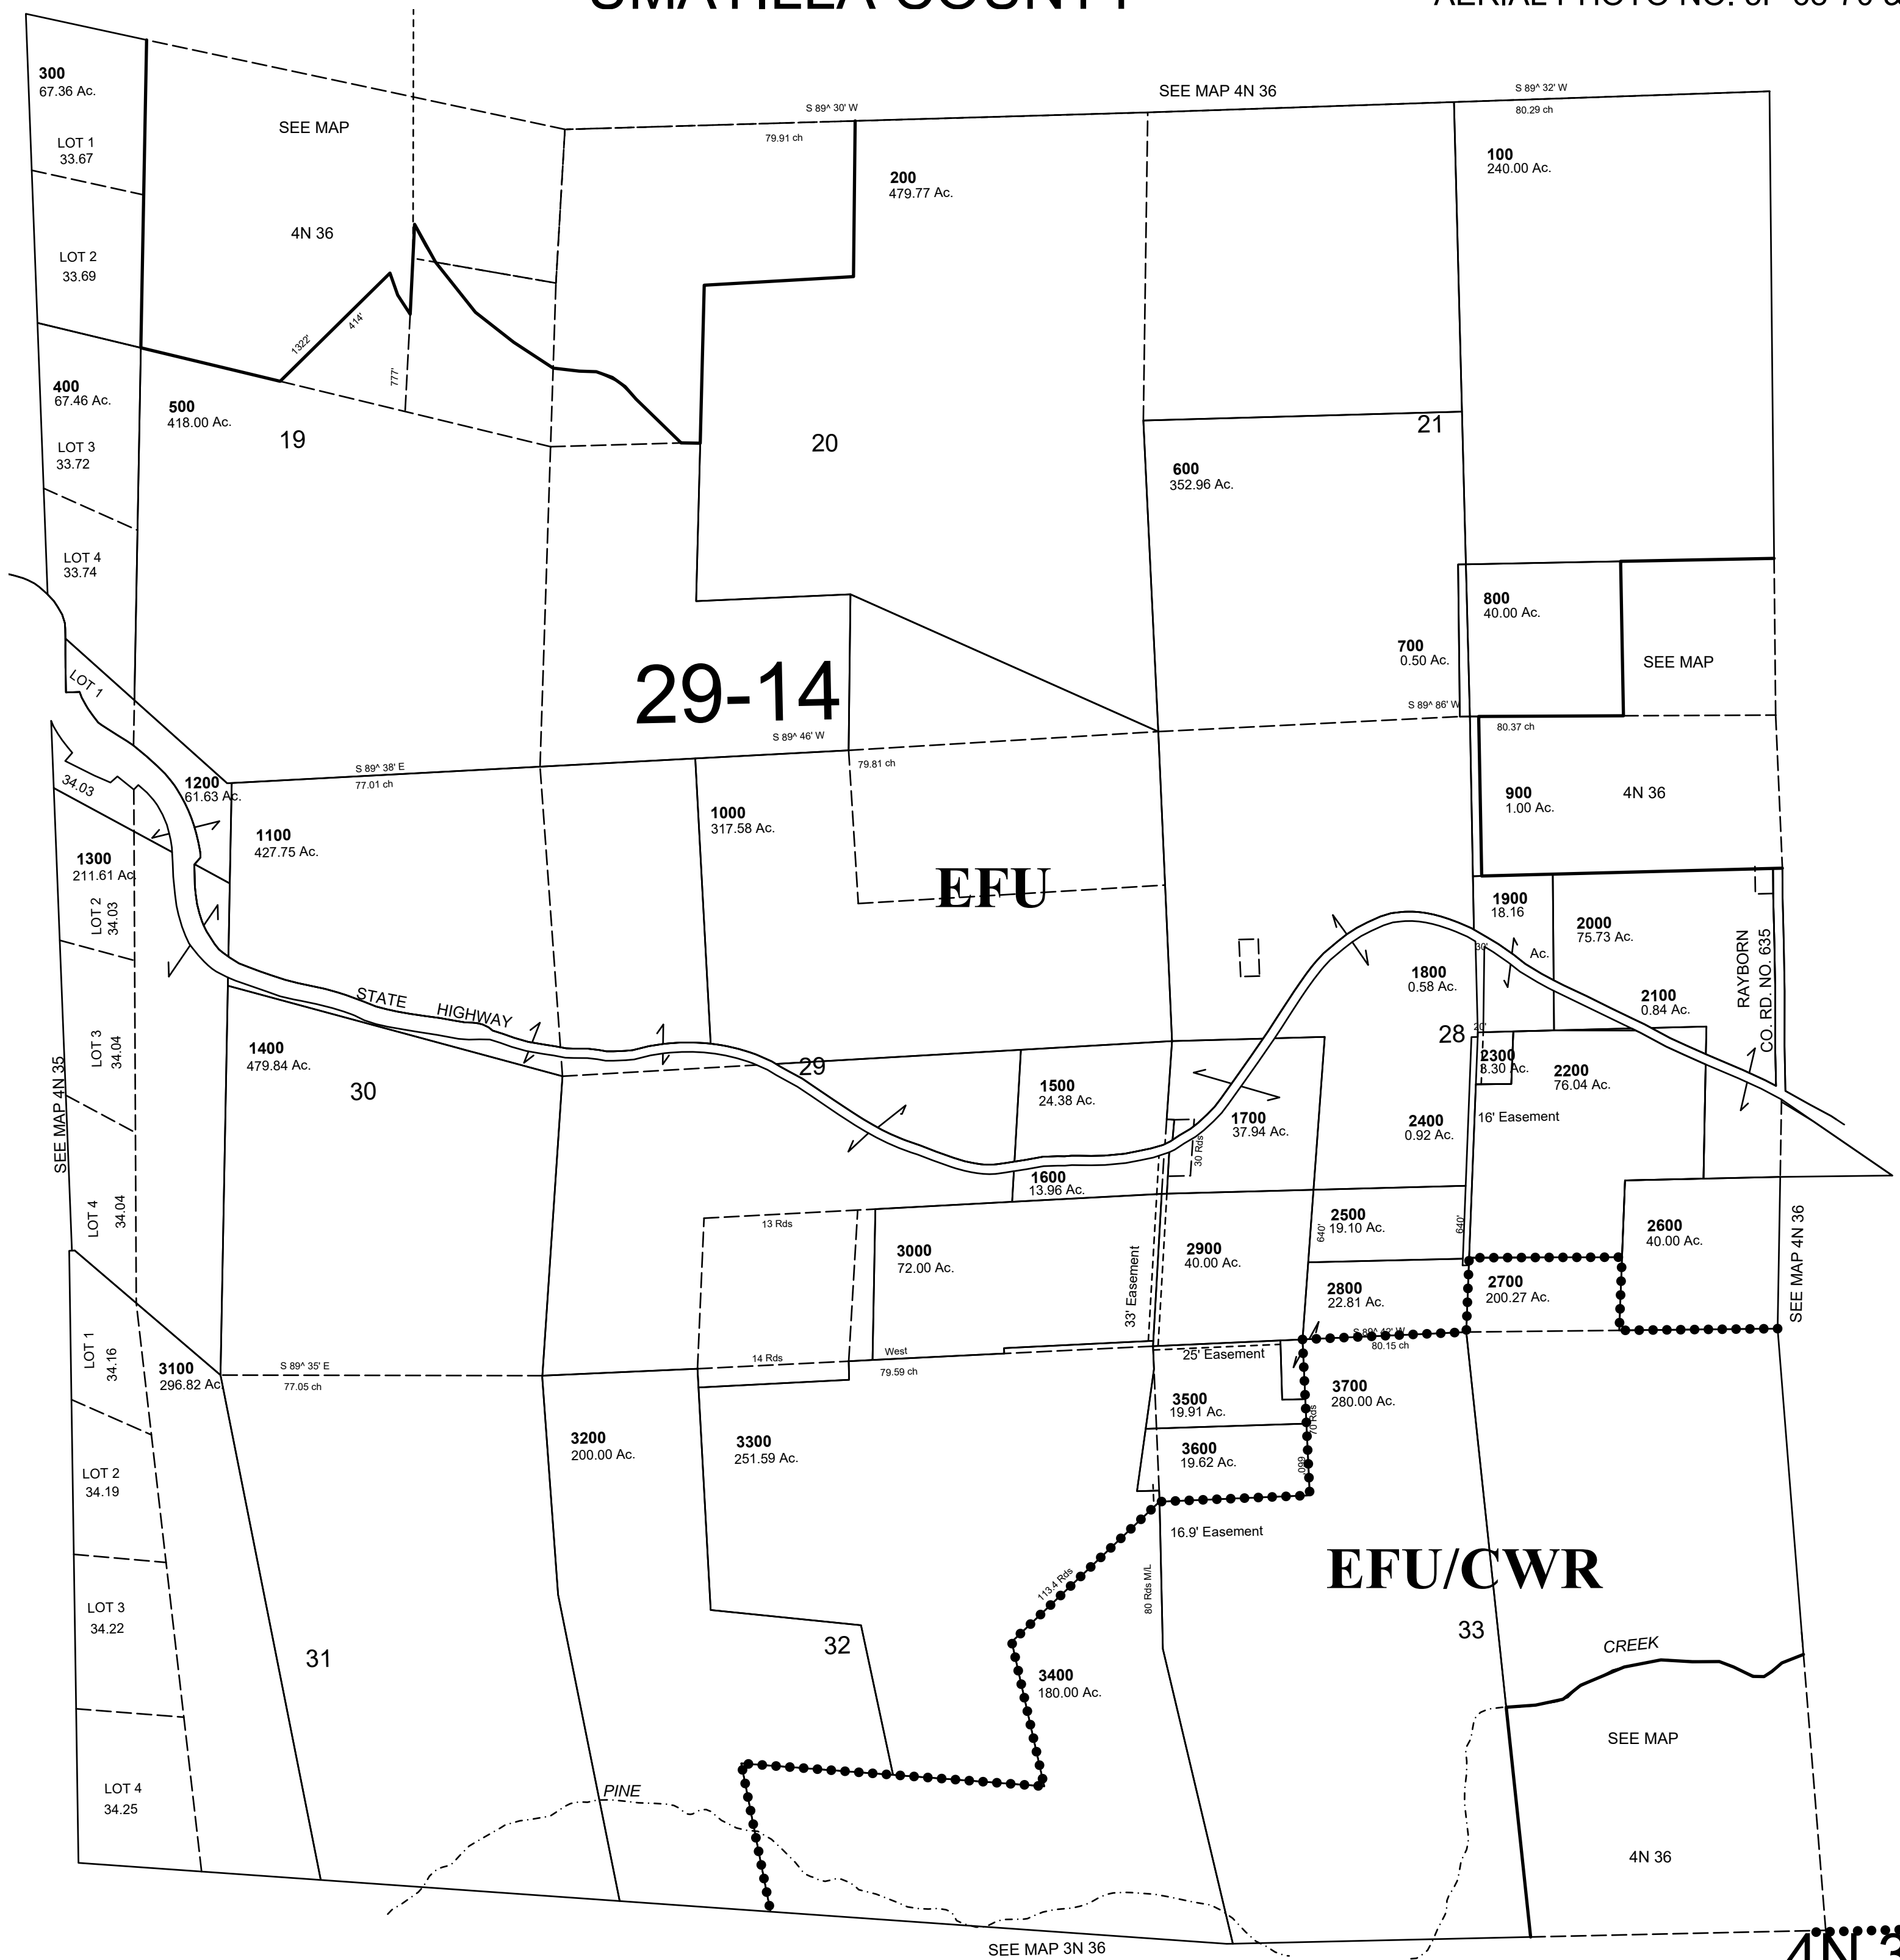 UMATILLA COUNTY
300
67.36 Ac.
LOT 1
33.67
LOT 2
33.69
SEE MAP
4N 36
S 89^ 30' W
79.91 ch
SEE MAP 4N 36
S 89^ 32' W
80.29 ch
200
479.77 Ac.
100
240.00 Ac.
1322'
414'
777'
400
67.46 Ac.
LOT 3
33.72
LOT 4
33.74
500
418.00 Ac.
19
20
21
600
352.96 Ac.
700
0.50 Ac.
800
40.00 Ac.
SEE MAP
29-14
S 89^ 46' W
79.81 ch
S 89^ 86' W
80.37 ch
LOT 1
34.03
S 89^ 38' E
77.01 ch
1200
61.63 Ac.
1100
427.75 Ac.
1000
317.58 Ac.
900
1.00 Ac.
4N 36
EFU
1300
211.61 Ac
LOT 2
34.03
LOT 3
34.04
LOT 4
34.04
SEE MAP 4N 35
STATE HIGHWAY
1400
479.84 Ac.
30
29
28
1900
18.16
Ac.
2000
75.73 Ac.
RAYBORN
CO. RD. NO. 635
30'
1800
0.58 Ac.
20'
2100
0.84 Ac.
2300
8.30 Ac.
2200
76.04 Ac.
16' Easement
1500
24.38 Ac.
1700
37.94 Ac.
30 Rds
2400
0.92 Ac.
1600
13.96 Ac.
13 Rds
3000
72.00 Ac.
33' Easement
2900
40.00 Ac.
2500
19.10 Ac.
640'
640'
2600
40.00 Ac.
SEE MAP 4N 36
2800
22.81 Ac.
2700
200.27 Ac.
80.15 ch
LOT 1
34.16
3100
296.82 Ac
S 89^ 35' E
77.05 ch
14 Rds
West
79.59 ch
25' Easement
3500
19.91 Ac.
3700
280.00 Ac.
70 Rds
3600
19.62 Ac.
660'
LOT 2
34.19
3200
200.00 Ac.
3300
251.59 Ac.
16.9' Easement
113.4 Rds
80 Rds M/L
EFU/CWR
LOT 3
34.22
31
32
33
CREEK
3400
180.00 Ac.
SEE MAP
LOT 4
34.25
PINE
4N 36
SEE MAP 3N 36